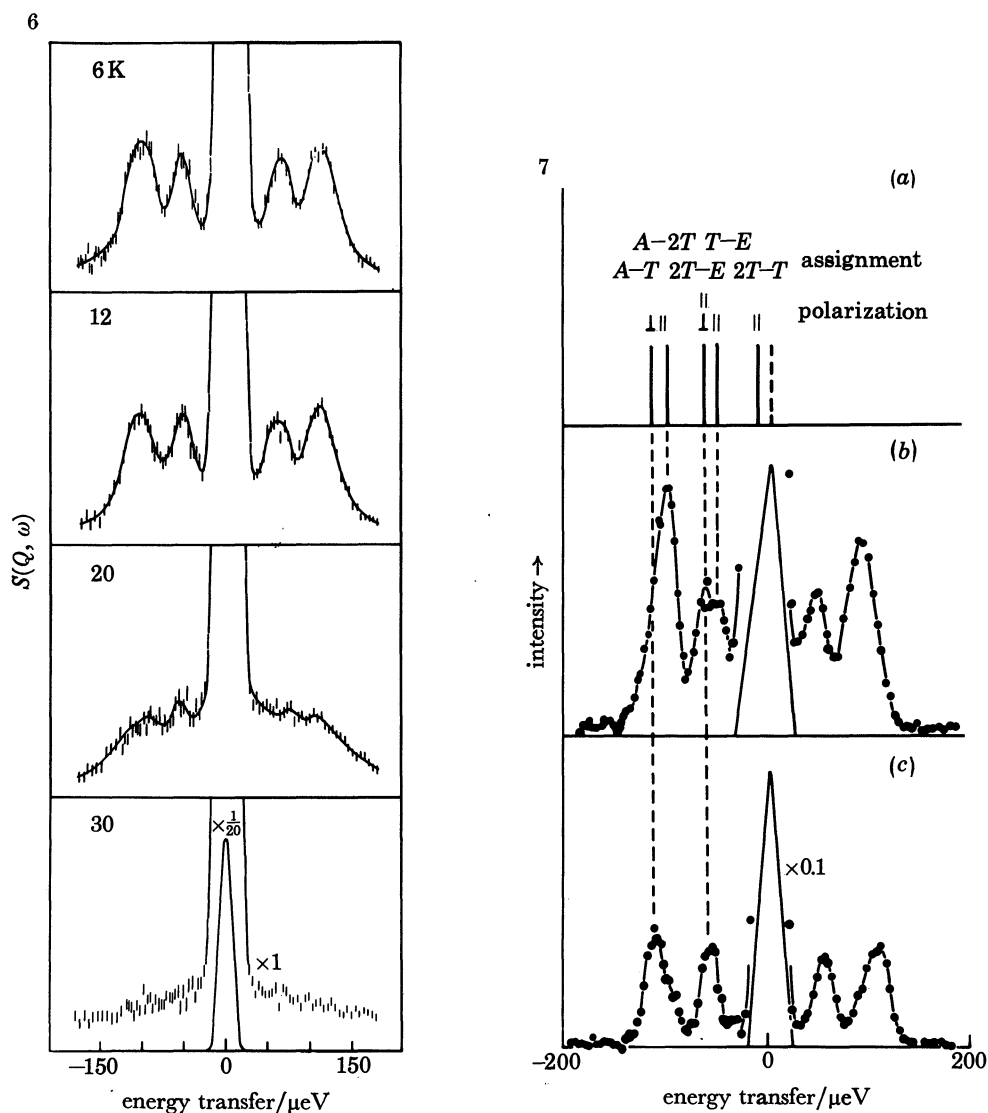 6
6 K
12
20
30
×1/20
×1
S(Q, ω)
−150 0 150
energy transfer/μeV
7
(a)
A−2T T−E
A−T 2T−E 2T−T assignment
||
⊥ || ⊥ || || polarization
(b)
intensity →
(c)
×0.1
−200 0 200
energy transfer/μeV